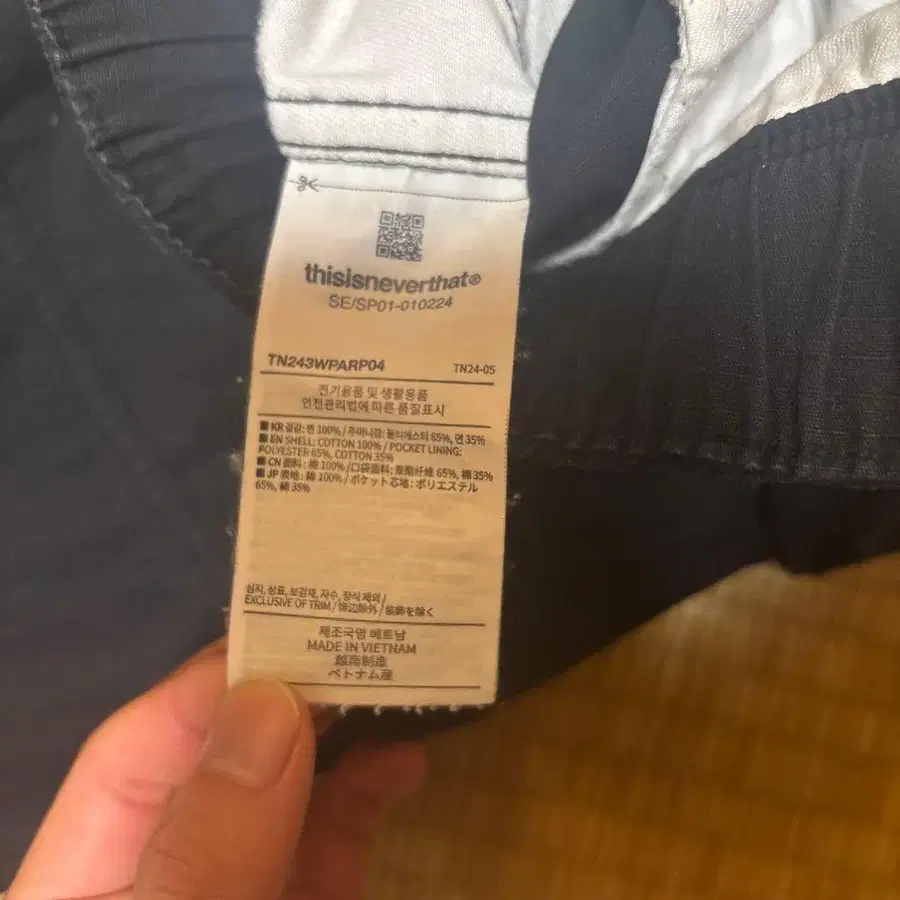 thisisneverthat®
SE/SP01-010224
TN243WPARP04 TN24-05
전기용품 및 생활용품
안전관리법에 따른 품질표시
KR 겉감: 면 100% / 주머니감: 폴리에스터 65%, 면 35%
EN SHELL: COTTON 100% / POCKET LINING:
POLYESTER 65%, COTTON 35%
CN 面料: 棉 100% / 口袋面料: 聚酯纤维 65%, 棉 35%
JP 表地: 綿 100% / ポケット芯地: ポリエステル
65%, 綿 35%
심지, 상표, 보강재, 자수, 장식 제외 /
EXCLUSIVE OF TRIM / 饰边除外 / 装飾を除く
제조국명 베트남
MADE IN VIETNAM
越南制造
ベトナム産